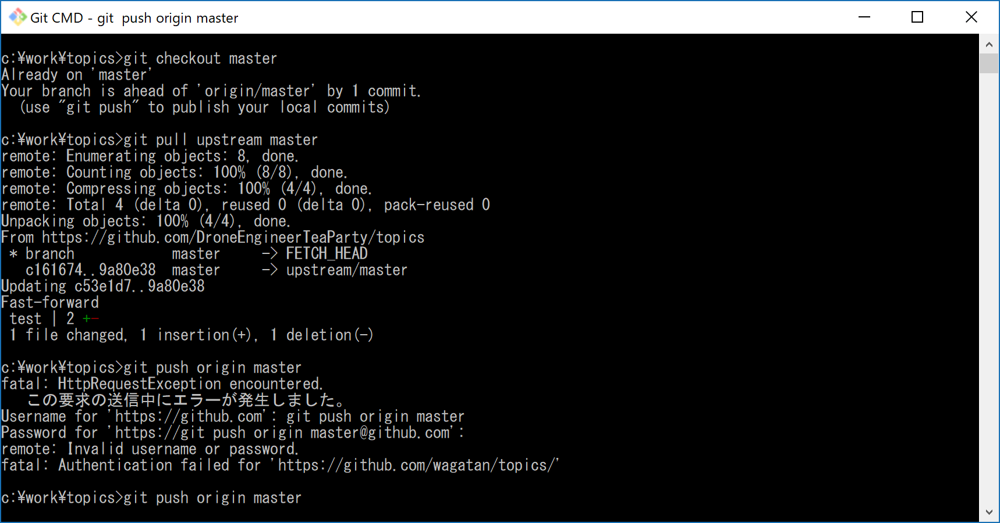 Git CMD - git  push origin master
c:¥work¥topics>git checkout master
Already on 'master'
Your branch is ahead of 'origin/master' by 1 commit.
  (use "git push" to publish your local commits)
c:¥work¥topics>git pull upstream master
remote: Enumerating objects: 8, done.
remote: Counting objects: 100% (8/8), done.
remote: Compressing objects: 100% (4/4), done.
remote: Total 4 (delta 0), reused 0 (delta 0), pack-reused 0
Unpacking objects: 100% (4/4), done.
From https://github.com/DroneEngineerTeaParty/topics
 * branch            master     -> FETCH_HEAD
   c161674..9a80e38  master     -> upstream/master
Updating c53e1d7..9a80e38
Fast-forward
 test | 2 +-
 1 file changed, 1 insertion(+), 1 deletion(-)
c:¥work¥topics>git push origin master
fatal: HttpRequestException encountered.
   この要求の送信中にエラーが発生しました。
Username for 'https://github.com': git push origin master
Password for 'https://git push origin master@github.com':
remote: Invalid username or password.
fatal: Authentication failed for 'https://github.com/wagatan/topics/'
c:¥work¥topics>git push origin master